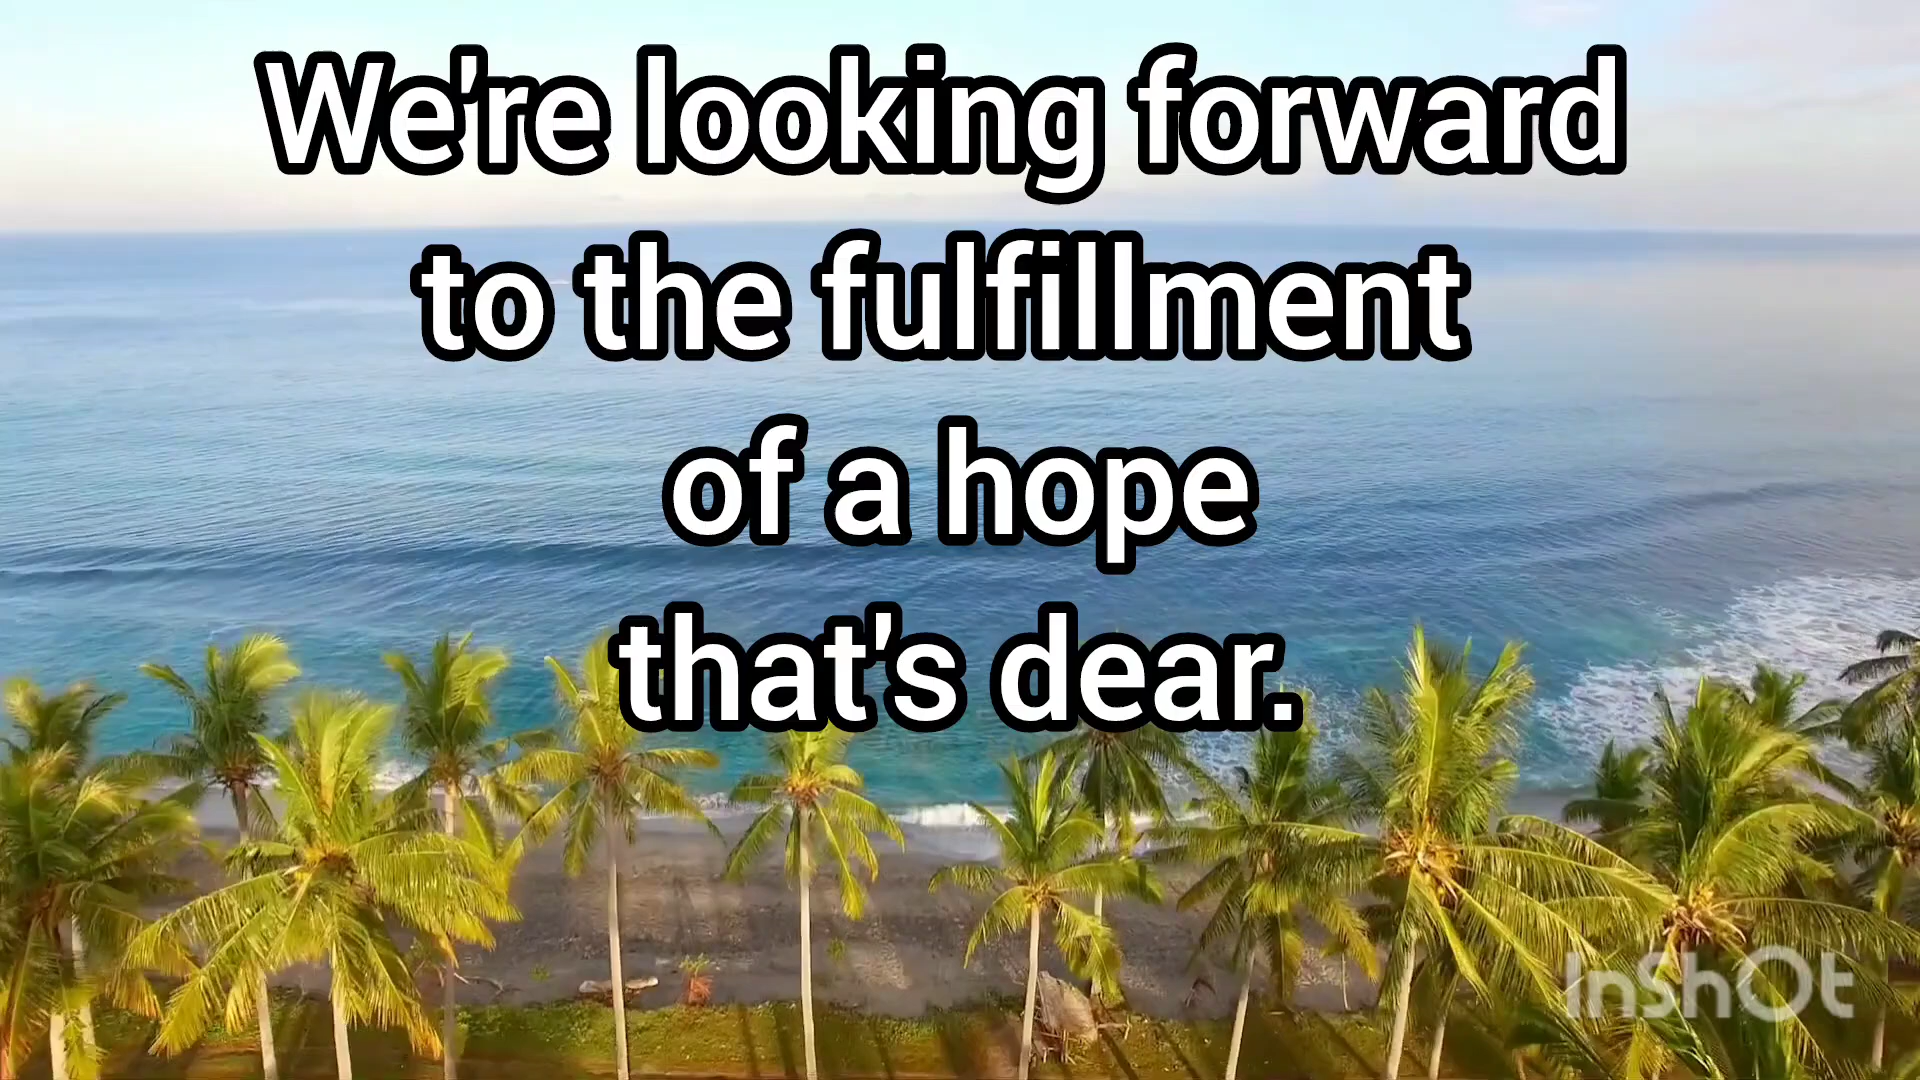 We're looking forward
to the fulfillment
of a hope
that's dear.
InShOt